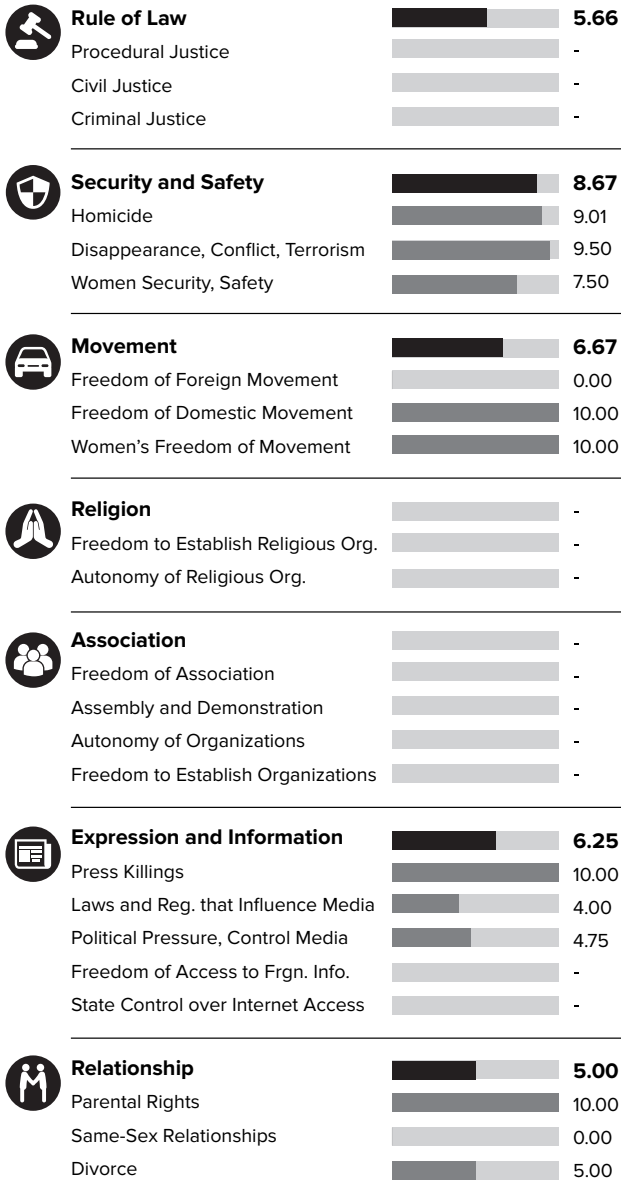 Rule of Law 5.66
Procedural Justice -
Civil Justice -
Criminal Justice -
Security and Safety 8.67
Homicide 9.01
Disappearance, Conflict, Terrorism 9.50
Women Security, Safety 7.50
Movement 6.67
Freedom of Foreign Movement 0.00
Freedom of Domestic Movement 10.00
Women's Freedom of Movement 10.00
Religion -
Freedom to Establish Religious Org. -
Autonomy of Religious Org. -
Association -
Freedom of Association -
Assembly and Demonstration -
Autonomy of Organizations -
Freedom to Establish Organizations -
Expression and Information 6.25
Press Killings 10.00
Laws and Reg. that Influence Media 4.00
Political Pressure, Control Media 4.75
Freedom of Access to Frgn. Info. -
State Control over Internet Access -
Relationship 5.00
Parental Rights 10.00
Same-Sex Relationships 0.00
Divorce 5.00